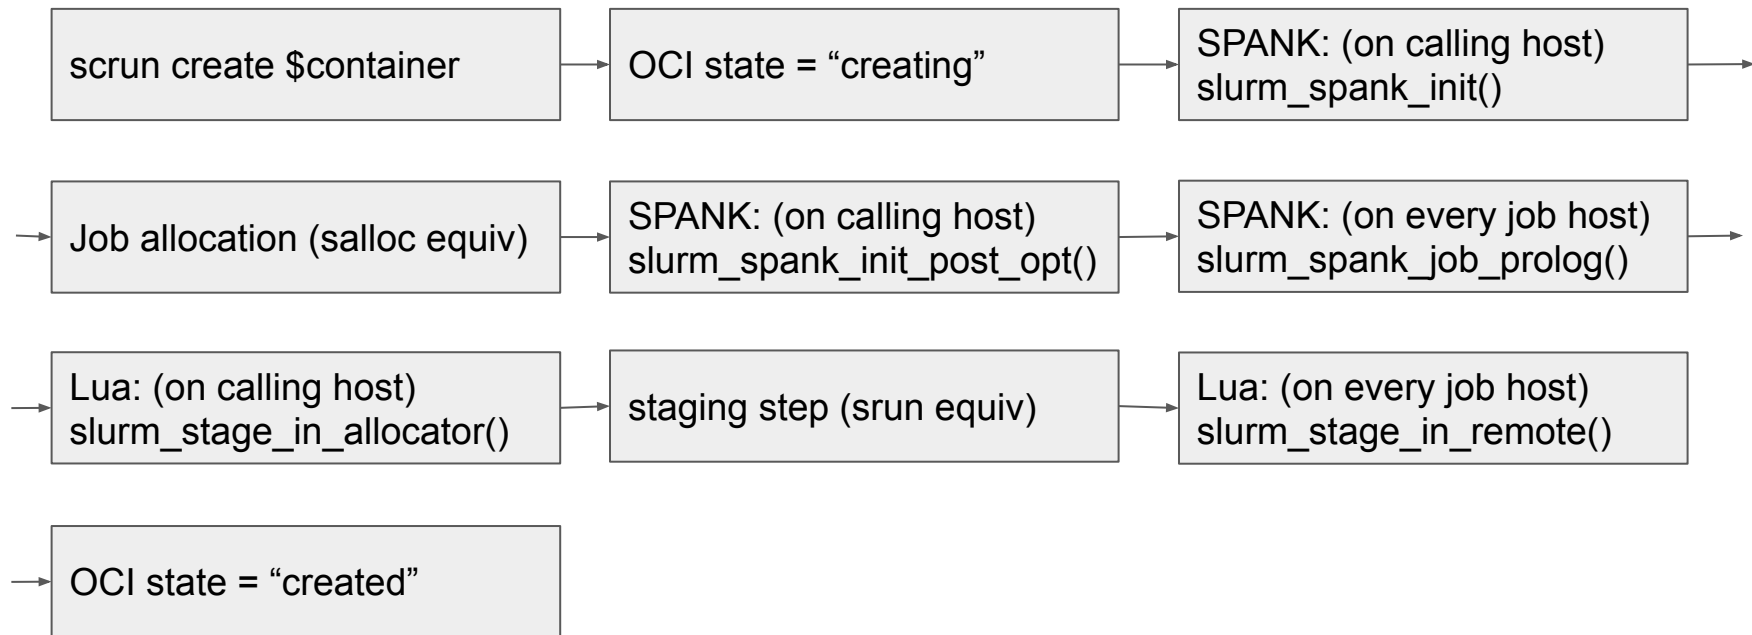 scrun create $container
OCI state = “creating”
SPANK: (on calling host)
slurm_spank_init()
Job allocation (salloc equiv)
SPANK: (on calling host)
slurm_spank_init_post_opt()
SPANK: (on every job host)
slurm_spank_job_prolog()
Lua: (on calling host)
slurm_stage_in_allocator()
staging step (srun equiv)
Lua: (on every job host)
slurm_stage_in_remote()
OCI state = “created”